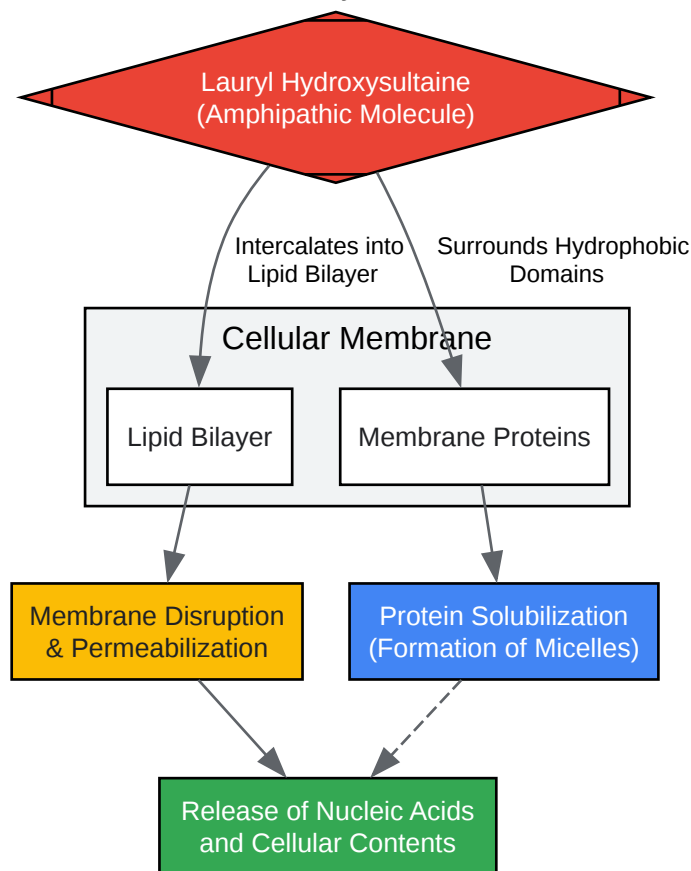 Lauryl Hydroxysultaine
(Amphipathic Molecule)
Intercalates into
Lipid Bilayer
Surrounds Hydrophobic
Domains
Cellular Membrane
Lipid Bilayer
Membrane Proteins
Membrane Disruption
& Permeabilization
Protein Solubilization
(Formation of Micelles)
Release of Nucleic Acids
and Cellular Contents